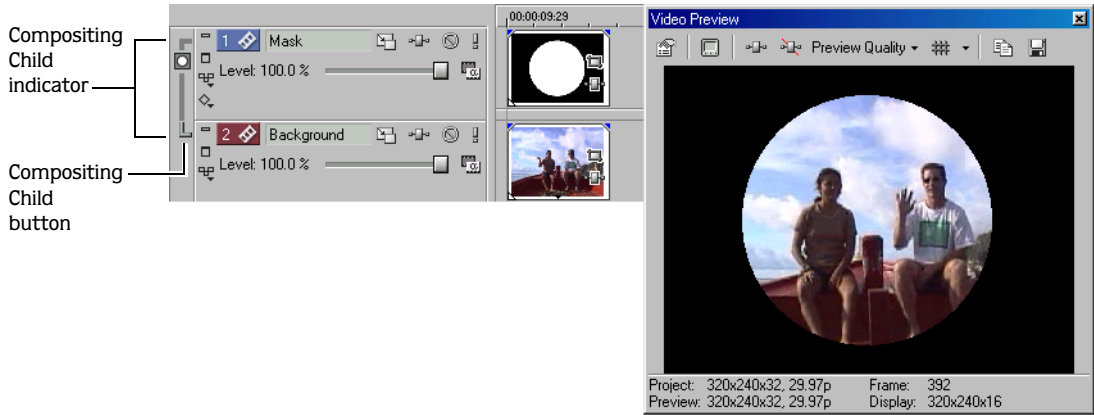 Compositing
Child
indicator
Compositing
Child
button
00:00:09:29
1 Mask
Level: 100.0 %
2 Background
Level: 100.0 %
Video Preview
Preview Quality
Project: 320x240x32, 29.97p Frame: 392
Preview: 320x240x32, 29.97p Display: 320x240x16